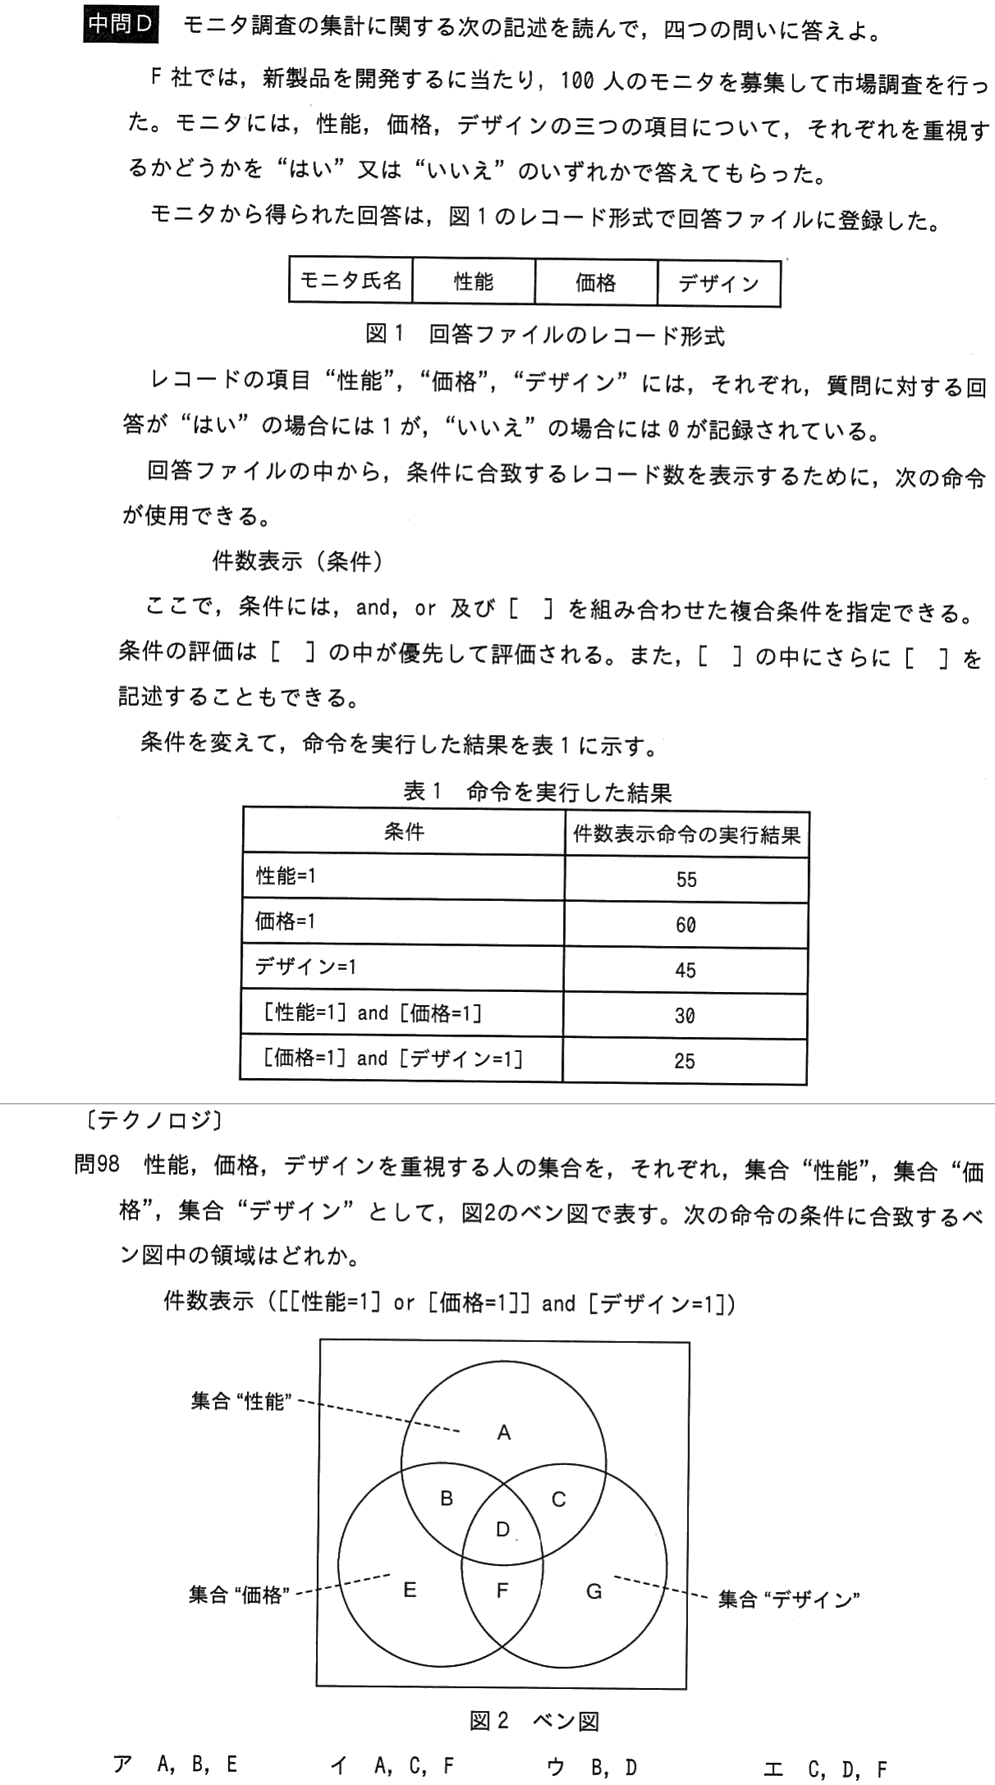 中問D モニタ調査の集計に関する次の記述を読んで，四つの問いに答えよ。
F 社では，新製品を開発するに当たり，100 人のモニタを募集して市場調査を行っ
た。モニタには，性能，価格，デザインの三つの項目について，それぞれを重視す
るかどうかを“はい”又は“いいえ”のいずれかで答えてもらった。
モニタから得られた回答は，図1のレコード形式で回答ファイルに登録した。
モニタ氏名 性能 価格 デザイン
図1 回答ファイルのレコード形式
レコードの項目“性能”，“価格”，“デザイン”には，それぞれ，質問に対する回
答が“はい”の場合には1が，“いいえ”の場合には0が記録されている。
回答ファイルの中から，条件に合致するレコード数を表示するために，次の命令
が使用できる。
件数表示（条件）
ここで，条件には，and，or 及び［　］を組み合わせた複合条件を指定できる。
条件の評価は［　］の中が優先して評価される。また，［　］の中にさらに［　］を
記述することもできる。
条件を変えて，命令を実行した結果を表1に示す。
表1 命令を実行した結果
条件 件数表示命令の実行結果
性能=1 55
価格=1 60
デザイン=1 45
［性能=1］and［価格=1］ 30
［価格=1］and［デザイン=1］ 25
〔テクノロジ〕
問98 性能，価格，デザインを重視する人の集合を，それぞれ，集合“性能”，集合“価
格”，集合“デザイン”として，図2のベン図で表す。次の命令の条件に合致するベ
ン図中の領域はどれか。
件数表示（［［性能=1］or［価格=1］］and［デザイン=1］）
集合“性能”
A
B C
D
集合“価格” E F G 集合“デザイン”
図2 ベン図
ア A，B，E イ A，C，F ウ B，D エ C，D，F